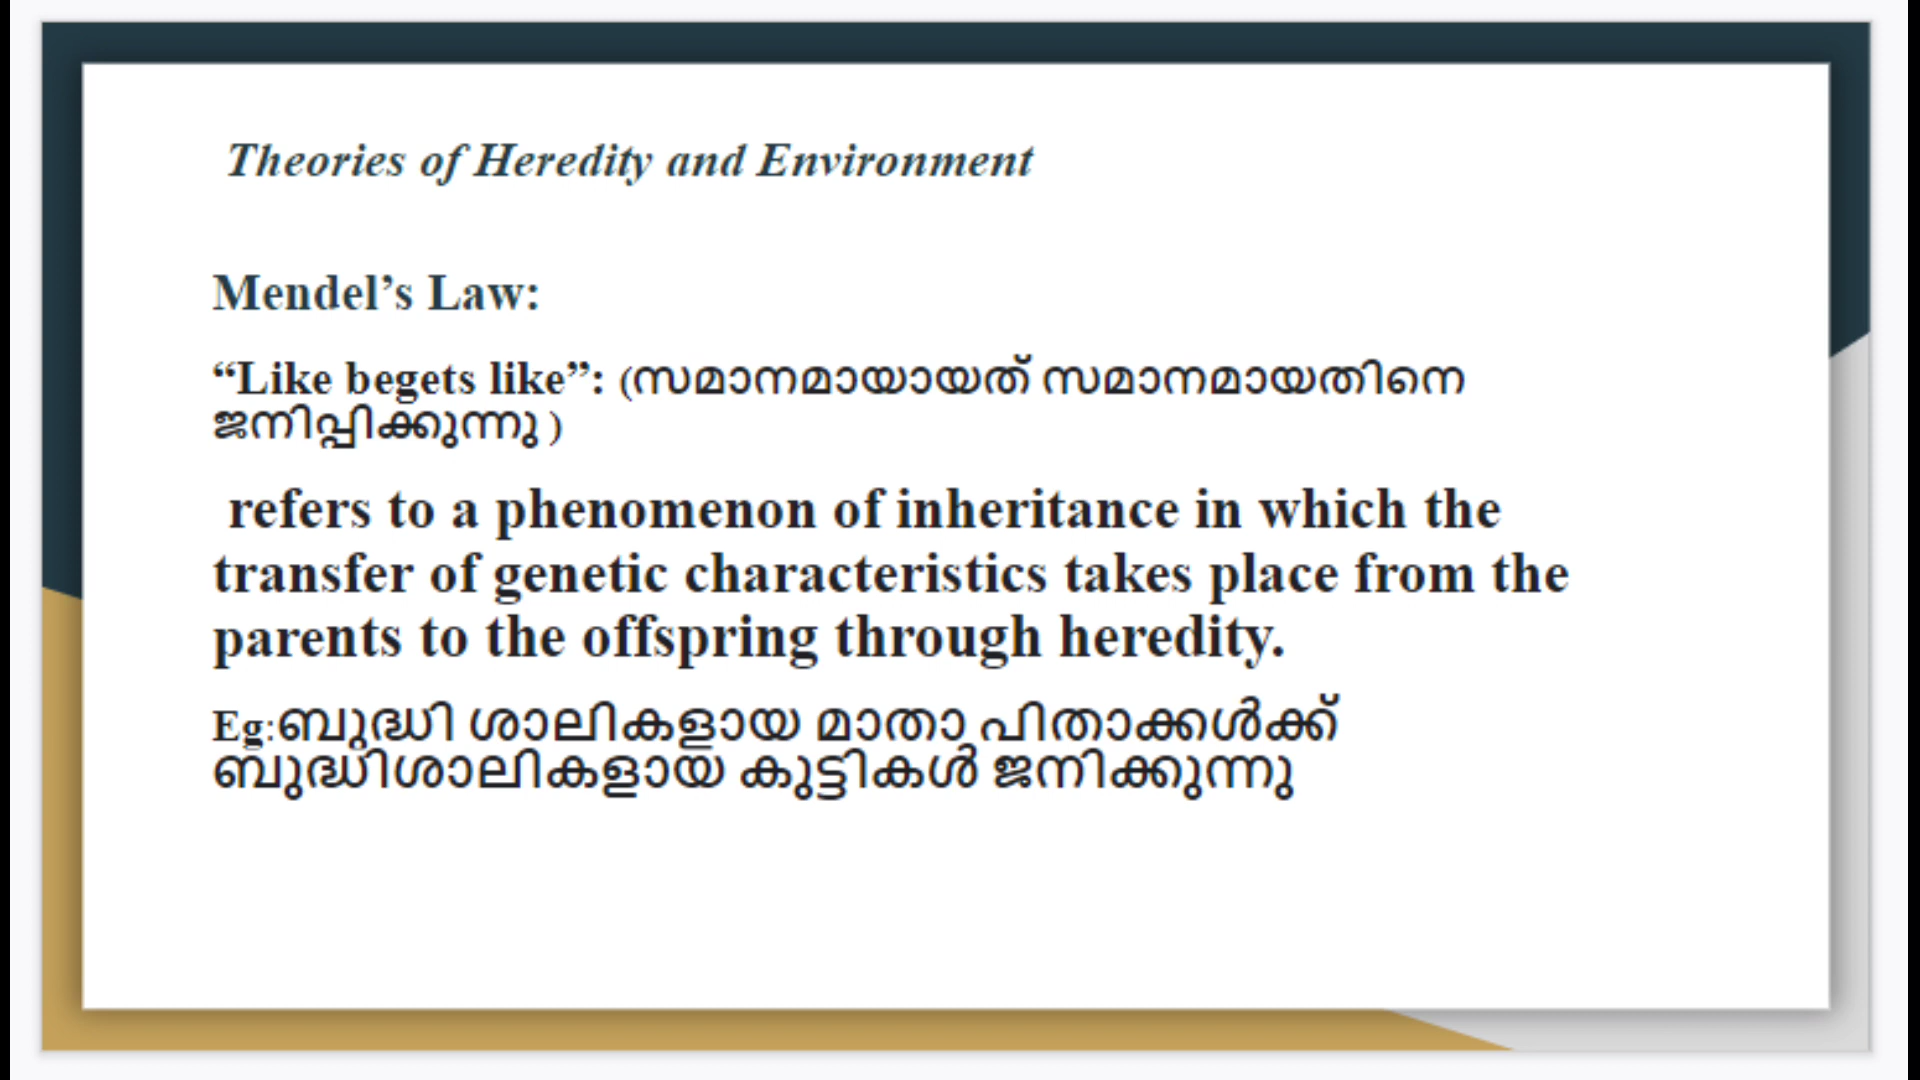 Theories of Heredity and Environment
Mendel’s Law:
“Like begets like”: (സമാനമായായത് സമാനമായതിനെ
ജനിപ്പിക്കുന്നു )
refers to a phenomenon of inheritance in which the
transfer of genetic characteristics takes place from the
parents to the offspring through heredity.
Eg:ബുദ്ധി ശാലികളായ മാതാ പിതാക്കൾക്ക്
ബുദ്ധിശാലികളായ കുട്ടികൾ ജനിക്കുന്നു